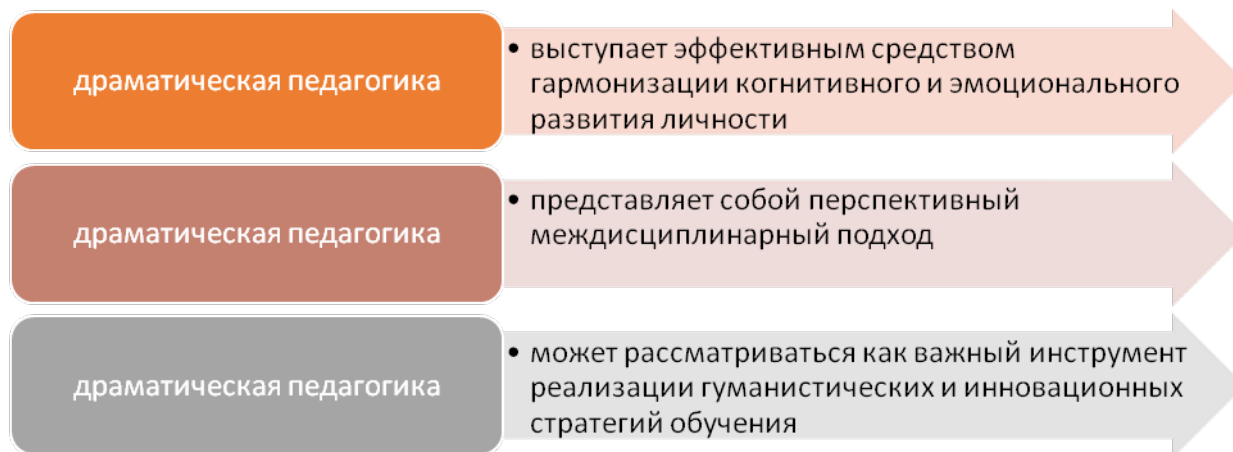 драматическая педагогика
• выступает эффективным средством
гармонизации когнитивного и эмоционального
развития личности
драматическая педагогика
• представляет собой перспективный
междисциплинарный подход
драматическая педагогика
• может рассматриваться как важный инструмент
реализации гуманистических и инновационных
стратегий обучения